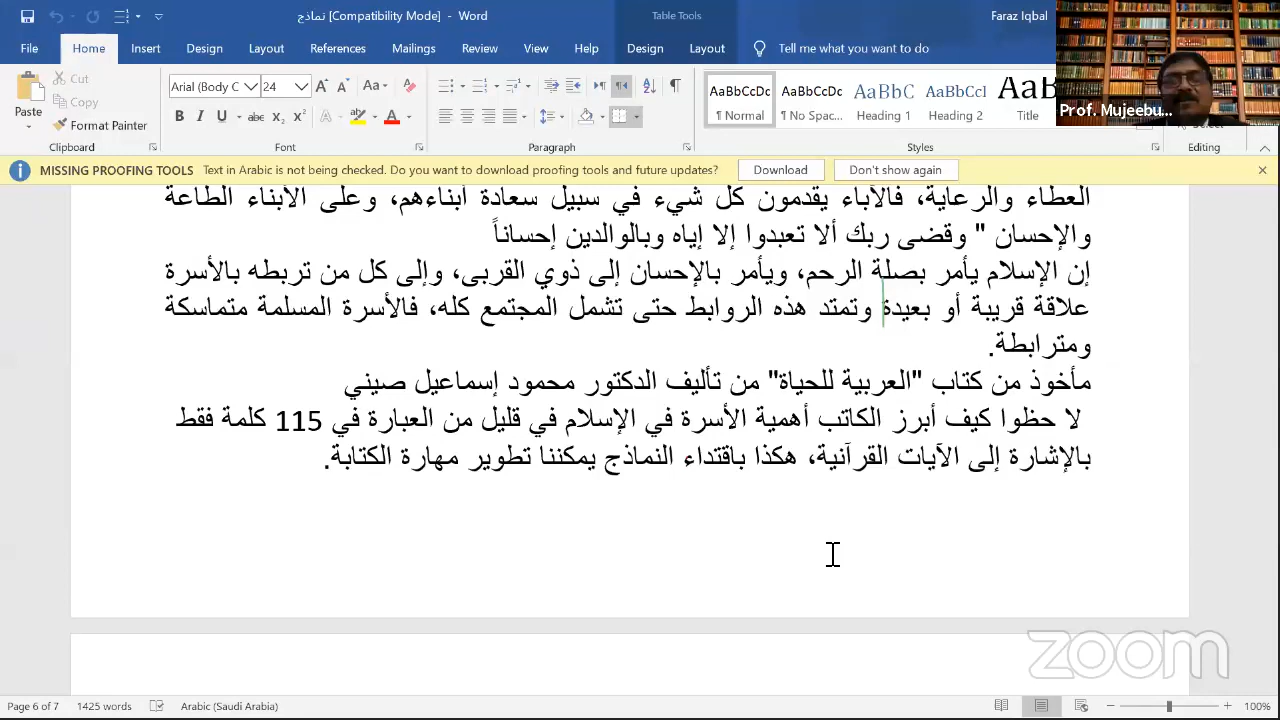 نماذج [Compatibility Mode] - Word
Table Tools
Faraz Iqbal
File Home Insert Design Layout References Mailings Review View Help Design Layout Tell me what you want to do
Prof. Mujeebu...
Cut
Copy
Paste
Format Painter
Clipboard
Arial (Body C 24
Font
Paragraph
AaBbCcDc AaBbCcDc AaBbC AaBbCcI AaB
¶ Normal ¶ No Spac... Heading 1 Heading 2 Title
Styles
Editing
MISSING PROOFING TOOLS Text in Arabic is not being checked. Do you want to download proofing tools and future updates? Download Don't show again
العطاء والرعاية، فالآباء يقدمون كل شيء في سبيل سعادة أبناءهم، وعلى الأبناء الطاعة
والإحسان " وقضى ربك ألا تعبدوا إلا إياه وبالوالدين إحساناً
إن الإسلام يأمر بصلة الرحم، ويأمر بالإحسان إلى ذوي القربى، وإلى كل من تربطه بالأسرة
علاقة قريبة أو بعيدة وتمتد هذه الروابط حتى تشمل المجتمع كله، فالأسرة المسلمة متماسكة
ومترابطة.
مأخوذ من كتاب "العربية للحياة" من تأليف الدكتور محمود إسماعيل صيني
لا حظوا كيف أبرز الكاتب أهمية الأسرة في الإسلام في قليل من العبارة في 115 كلمة فقط
بالإشارة إلى الآيات القرآنية، هكذا باقتداء النماذج يمكننا تطوير مهارة الكتابة.
zoom
Page 6 of 7 1425 words Arabic (Saudi Arabia) 100%